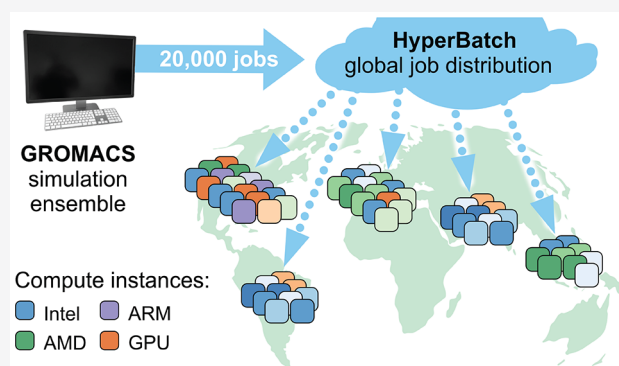 20,000 jobs
HyperBatch
global job distribution
GROMACS
simulation
ensemble
Compute instances:
Intel
ARM
AMD
GPU